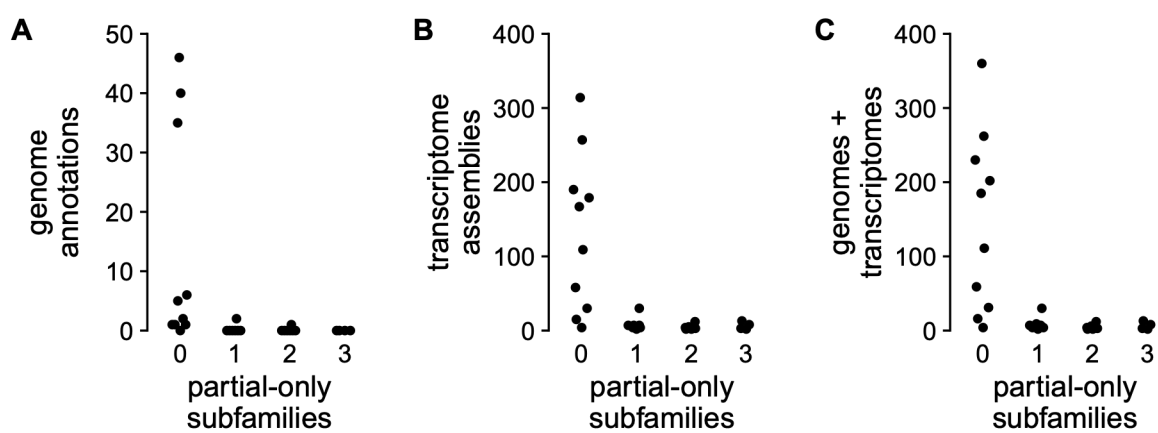 A
genome
annotations
50
40
30
20
10
0
0 1 2 3
partial-only
subfamilies
B
transcriptome
assemblies
400
300
200
100
0
0 1 2 3
partial-only
subfamilies
C
genomes +
transcriptomes
400
300
200
100
0
0 1 2 3
partial-only
subfamilies